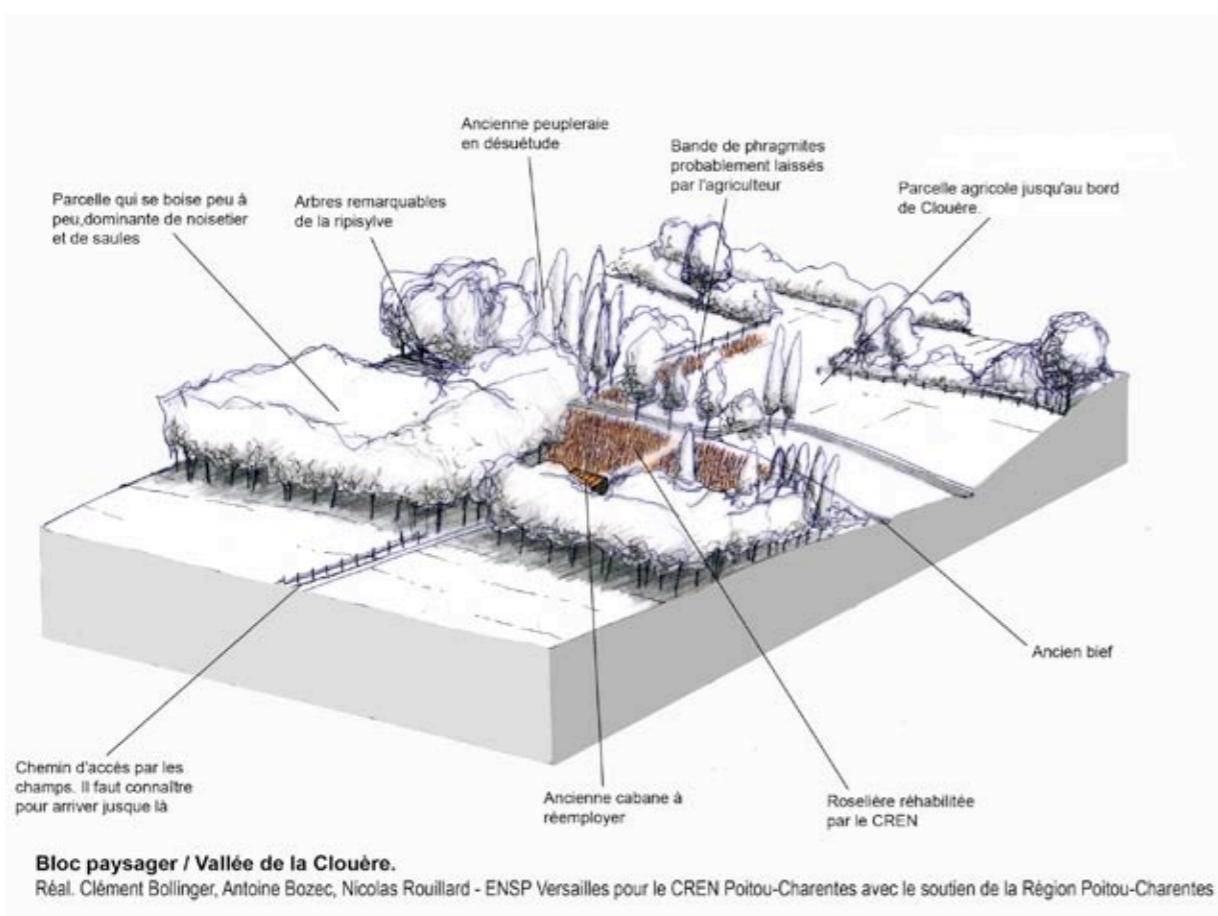 Ancienne peupleraie
en désuétude
Bande de phragmites
probablement laissés
par l'agriculteur
Parcelle agricole jusqu'au bord
de Clouère.
Parcelle qui se boise peu à
peu,dominante de noisetier
et de saules
Arbres remarquables
de la ripisylve
Ancien bief
Chemin d'accès par les
champs. Il faut connaître
pour arriver jusque là
Ancienne cabane à
réemployer
Roselière réhabilitée
par le CREN
Bloc paysager / Vallée de la Clouère.
Réal. Clément Bollinger, Antoine Bozec, Nicolas Rouillard - ENSP Versailles pour le CREN Poitou-Charentes avec le soutien de la Région Poitou-Charentes